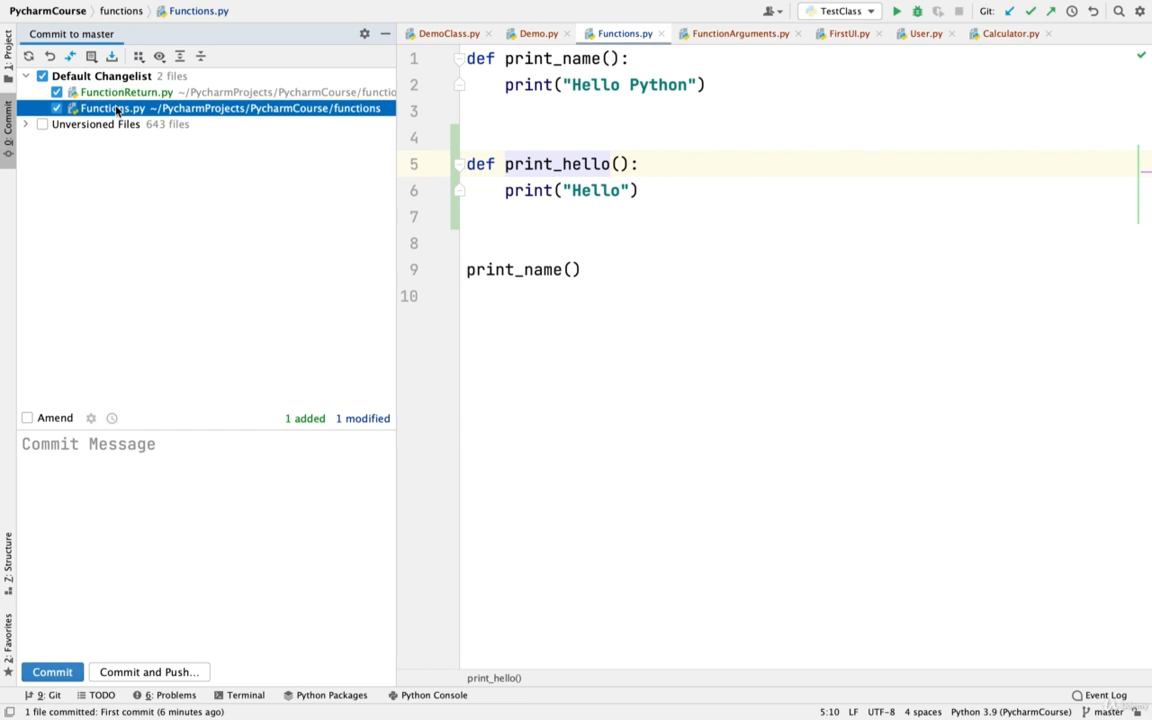 PycharmCourse functions Functions.py TestClass Git:
Commit to master DemoClass.py Demo.py Functions.py FunctionArguments.py FirstUI.py User.py Calculator.py
1: Project
0: Commit
Z: Structure
2: Favorites
Default Changelist 2 files
FunctionReturn.py ~/PycharmProjects/PycharmCourse/functio
Functions.py ~/PycharmProjects/PycharmCourse/functions
Unversioned Files 643 files
Amend 1 added 1 modified
Commit Message
Commit Commit and Push...
1 def print_name():
2 print("Hello Python")
3
4
5 def print_hello():
6 print("Hello")
7
8
9 print_name()
10
print_hello()
9: Git TODO 6: Problems Terminal Python Packages Python Console Event Log
1 file committed: First commit (6 minutes ago) 5:10 LF UTF-8 4 spaces Python 3.9 (PycharmCourse) master